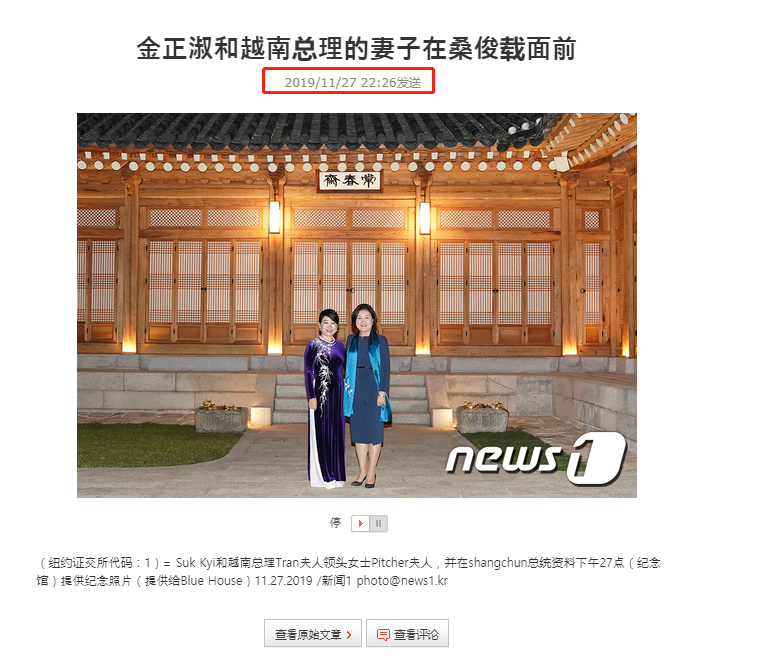 金正淑和越南总理的妻子在桑俊载面前
2019/11/27 22:26发送
齋春常
news1
停
（纽约证交所代码：1）= Suk Kyi和越南总理Tran夫人领头女士Pitcher夫人，并在shangchun总统资料下午27点（纪念
馆）提供纪念照片（提供给Blue House）11.27.2019 /新闻1 photo@news1.kr
查看原始文章
查看评论